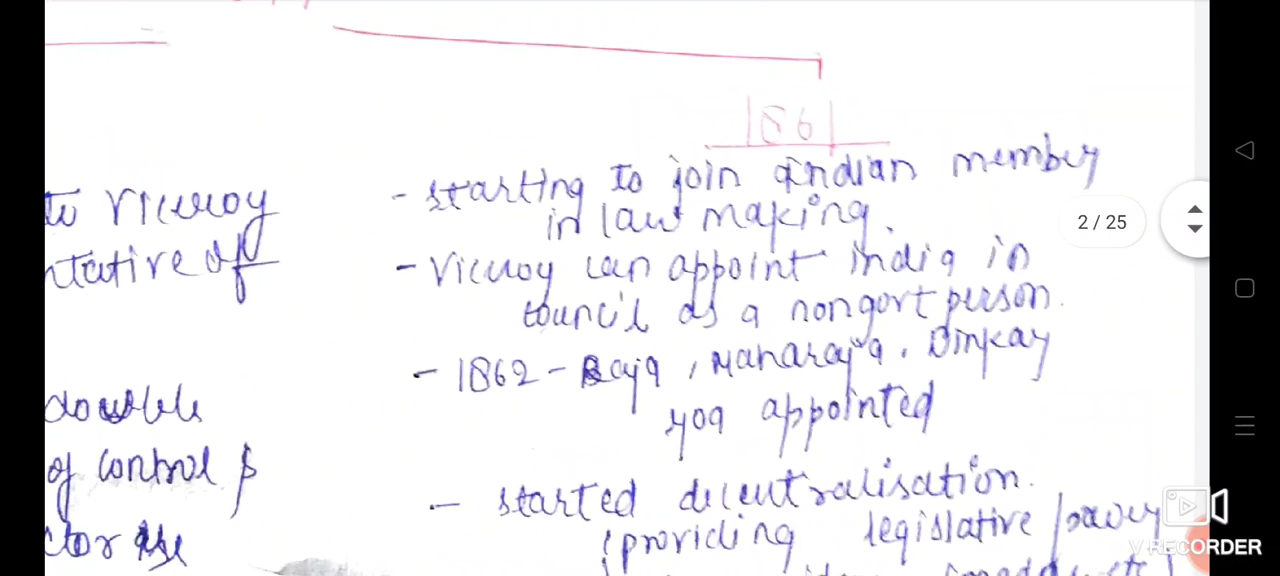 1861
- starting to join Indian member
in law making.
- Viceroy can appoint india in
council as a nongovt person.
- 1862 - Raja, Maharaja, Dinkar
rao appointed
- started decentralisation.
(providing legislative power
to Viceroy
ntative of
double
of control &
ctor
2 / 25
V RECORDER